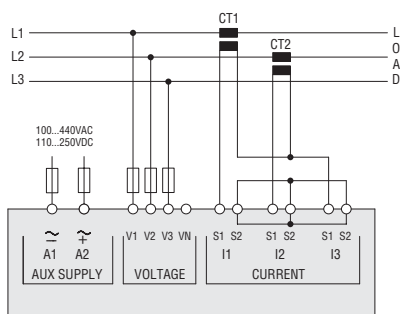 CT1
L1 L
CT2
L2 O
A
L3 D
100...440VAC
110...250VDC
V1 V2 V3 VN S1 S2 S1 S2 S1 S2
A1 A2 I1 I2 I3
AUX SUPPLY VOLTAGE CURRENT